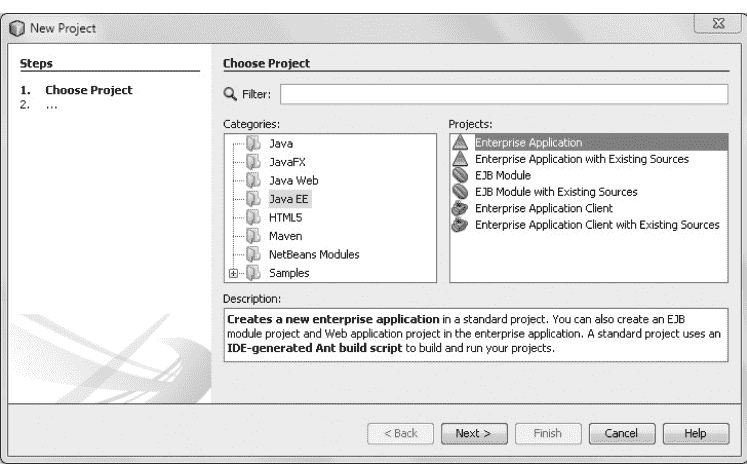 New Project
Steps
1. Choose Project
2. ...
Choose Project
Filter:
Categories:
Java
JavaFX
Java Web
Java EE
HTML5
Maven
NetBeans Modules
Samples
Projects:
Enterprise Application
Enterprise Application with Existing Sources
EJB Module
EJB Module with Existing Sources
Enterprise Application Client
Enterprise Application Client with Existing Sources
Description:
Creates a new enterprise application in a standard project. You can also create an EJB
module project and Web application project in the enterprise application. A standard project uses an
IDE-generated Ant build script to build and run your projects.
< Back
Next >
Finish
Cancel
Help